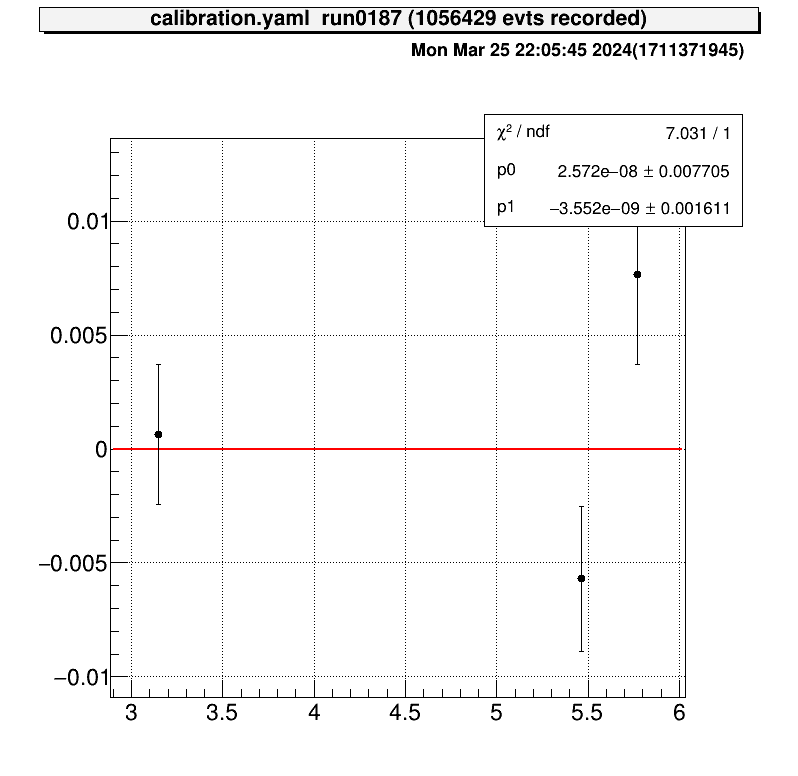 calibration.yaml  run0187 (1056429 evts recorded)
Mon Mar 25 22:05:45 2024(1711371945)
χ² / ndf 7.031 / 1
p0 2.572e−08 ± 0.007705
p1 −3.552e−09 ± 0.001611
0.01
0.005
0
−0.005
−0.01
3 3.5 4 4.5 5 5.5 6